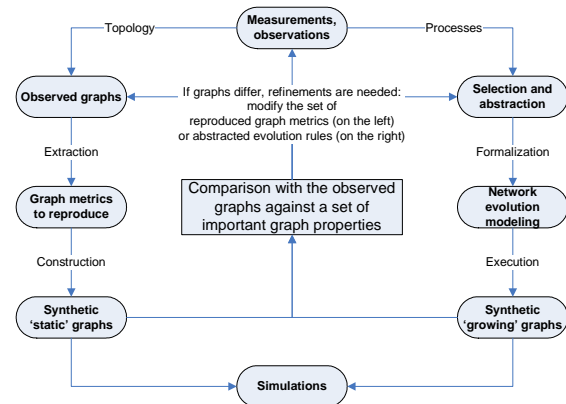 Measurements,
observations
Topology
Processes
Observed graphs
If graphs differ, refinements are needed:
modify the set of
reproduced graph metrics (on the left)
or abstracted evolution rules (on the right)
Selection and
abstraction
Extraction
Formalization
Graph metrics
to reproduce
Comparison with the observed
graphs against a set of
important graph properties
Network
evolution
modeling
Construction
Execution
Synthetic
‘static’ graphs
Synthetic
‘growing’ graphs
Simulations